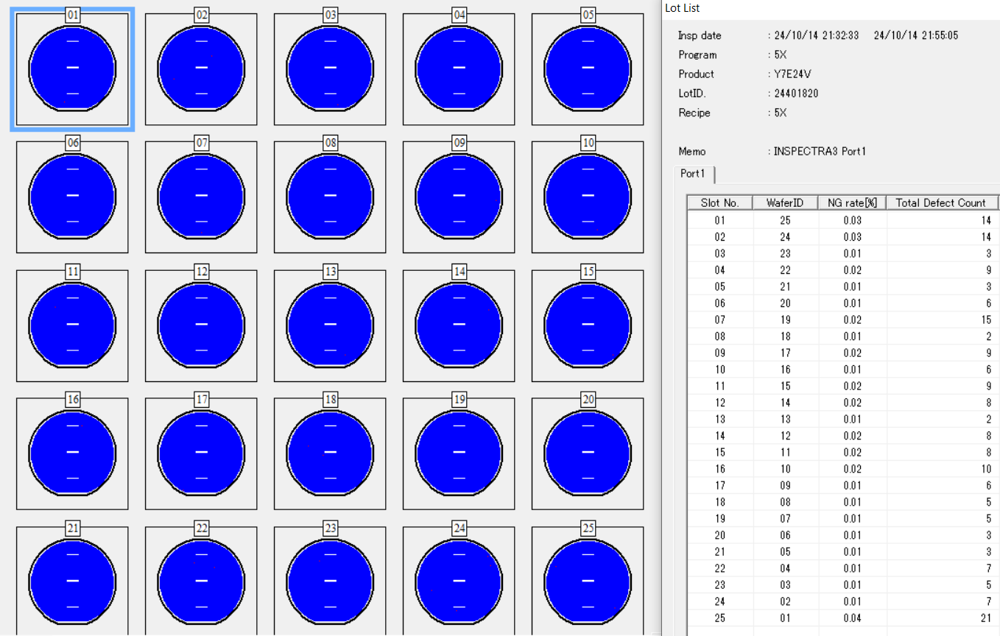 01 02 03 04 05
06 07 08 09 10
11 12 13 14 15
16 17 18 19 20
21 22 23 24 25
Lot List
Insp date : 24/10/14 21:32:33 24/10/14 21:55:05
Program : 5X
Product : Y7E24V
LotID. : 24401820
Recipe : 5X
Memo : INSPECTRA3 Port1
Port1
Slot No. WaferID NG rate[%] Total Defect Count
01 25 0.03 14
02 24 0.03 14
03 23 0.01 3
04 22 0.02 9
05 21 0.01 3
06 20 0.01 6
07 19 0.02 15
08 18 0.01 2
09 17 0.02 9
10 16 0.01 6
11 15 0.02 9
12 14 0.02 8
13 13 0.01 2
14 12 0.02 8
15 11 0.02 8
16 10 0.02 10
17 09 0.01 6
18 08 0.01 5
19 07 0.01 5
20 06 0.01 3
21 05 0.01 3
22 04 0.01 7
23 03 0.01 5
24 02 0.01 7
25 01 0.04 21